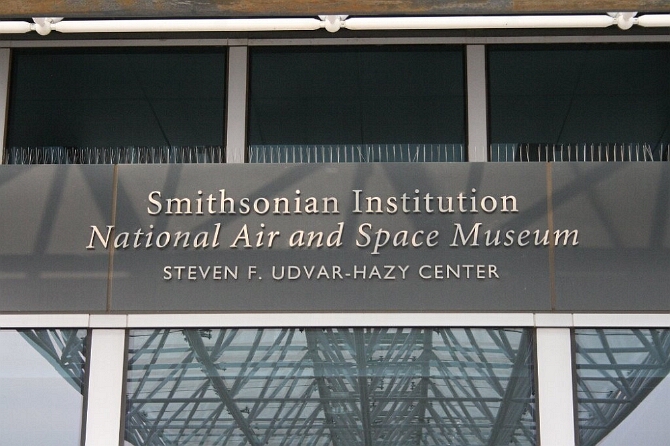 Smithsonian Institution
National Air and Space Museum
STEVEN F. UDVAR-HAZY CENTER